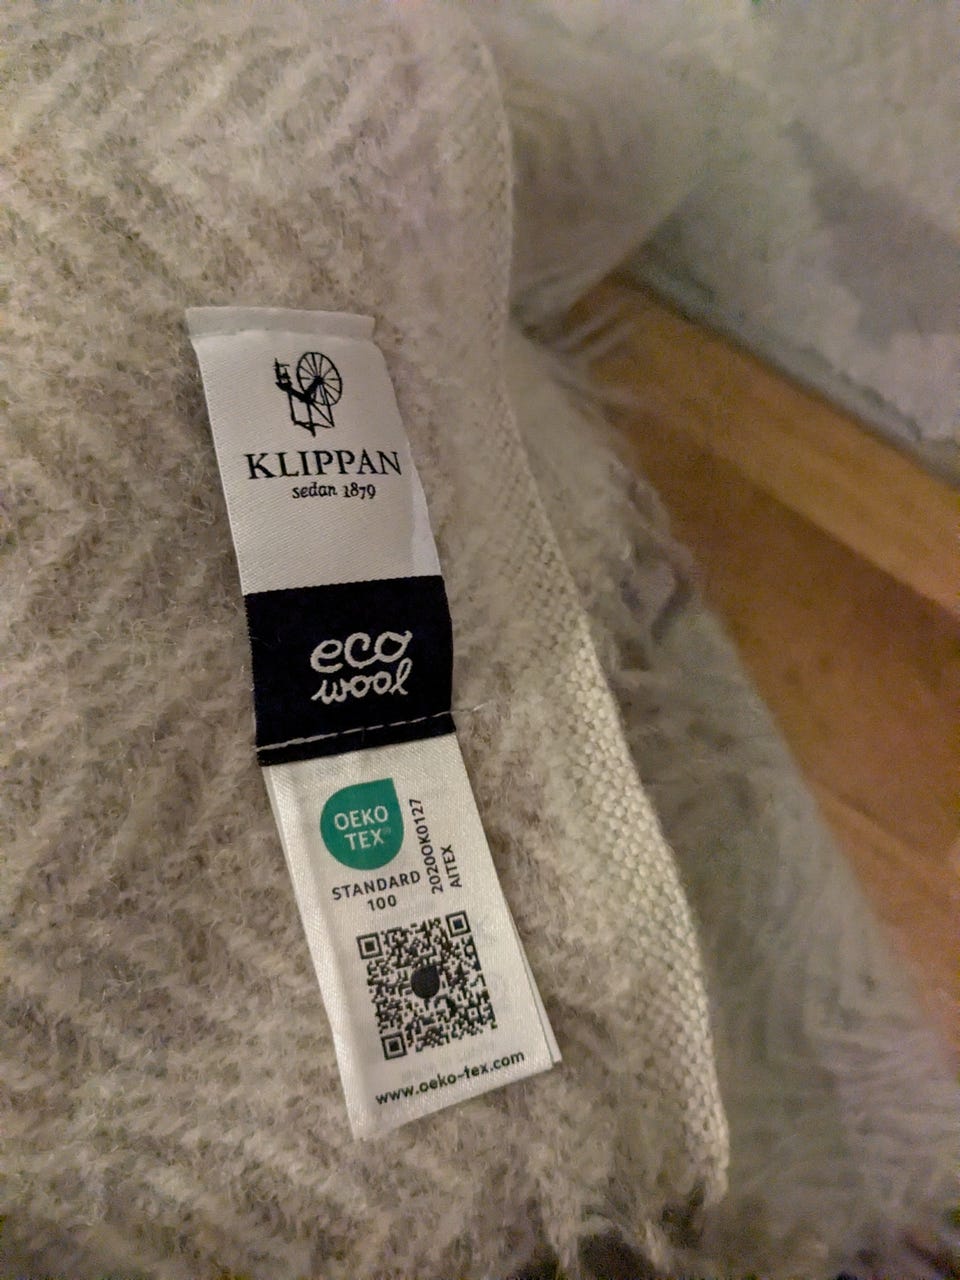 KLIPPAN
sedan 1879
eco
wool
OEKO
TEX®
STANDARD
100
2020OK0127
AITEX
www.oeko-tex.com